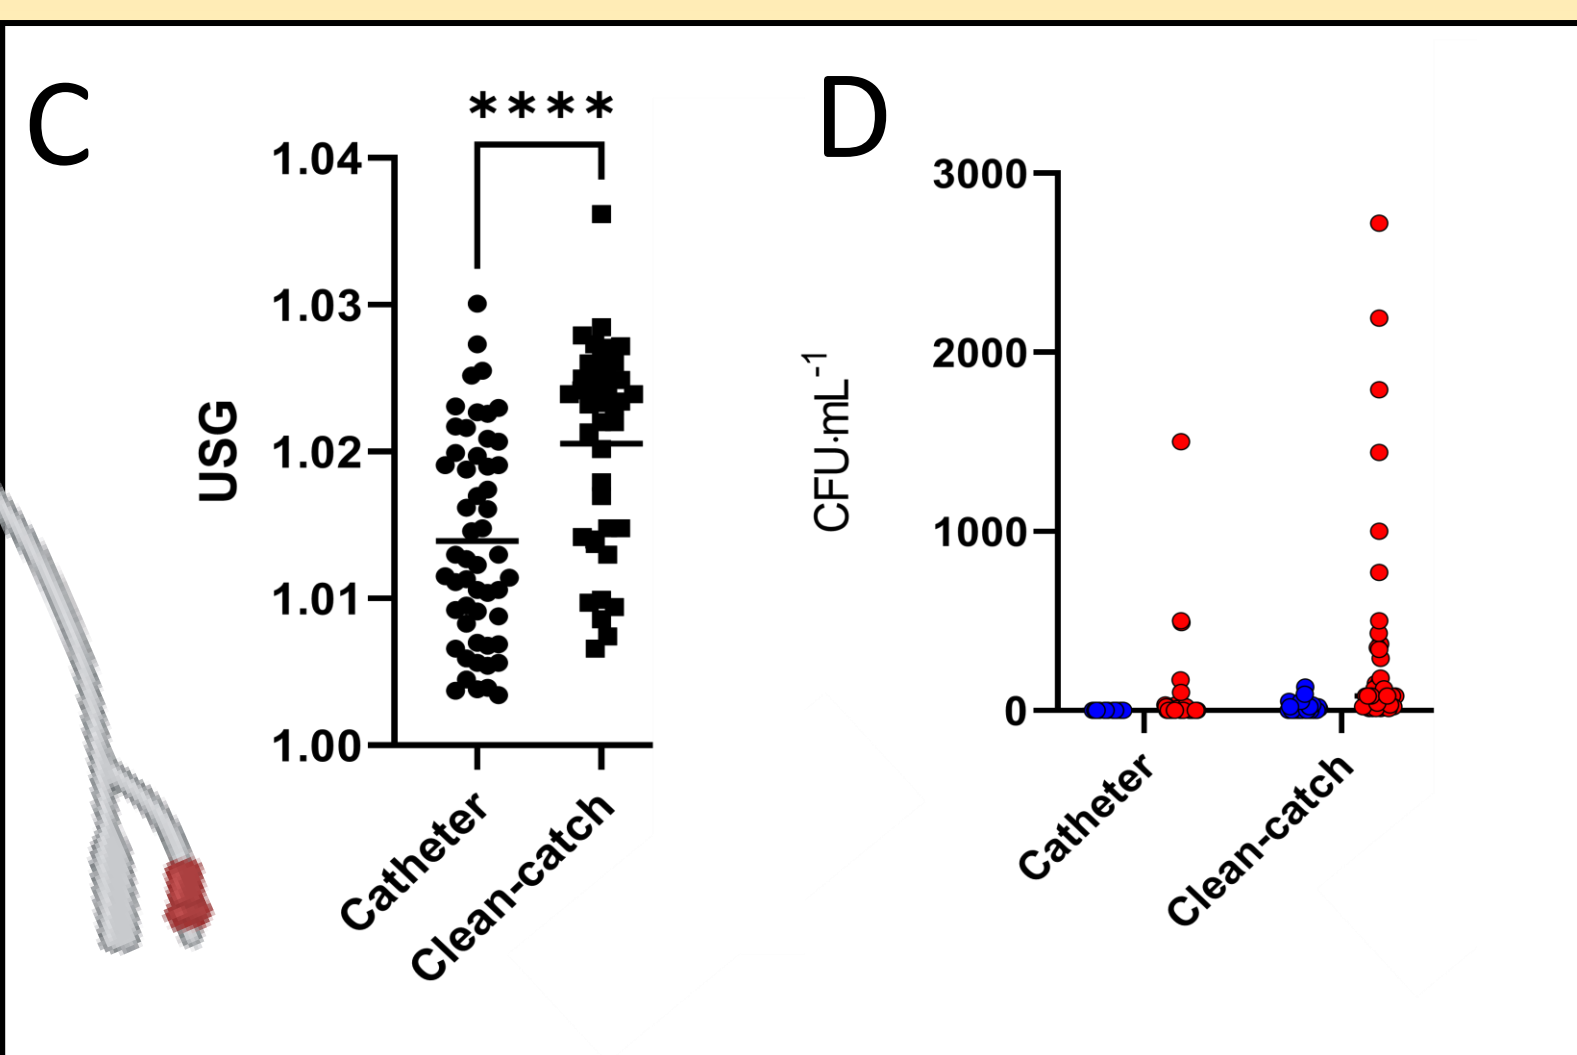 C
****
1.04
1.03
1.02
1.01
1.00
USG
Catheter
Clean-catch
D
3000
2000
1000
0
CFU·mL⁻¹
Catheter
Clean-catch